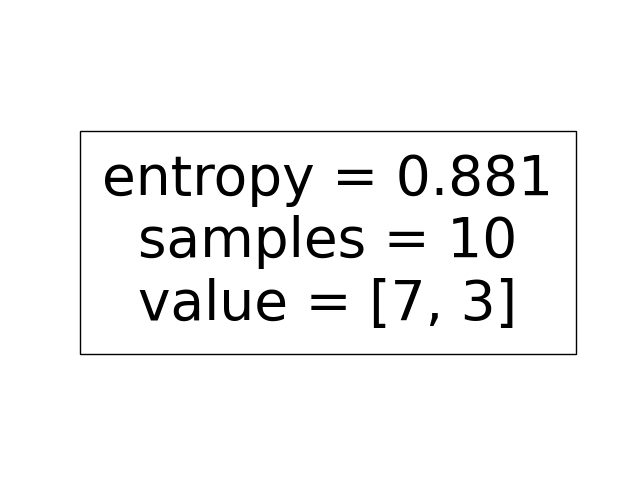 entropy = 0.881
samples = 10
value = [7, 3]